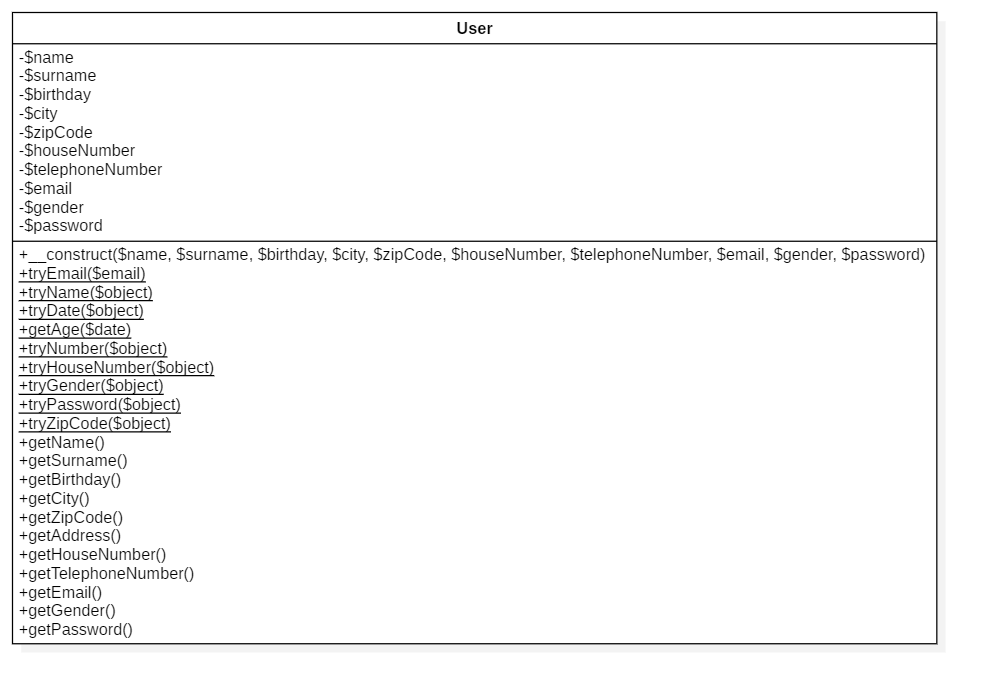 User
-$name
-$surname
-$birthday
-$city
-$zipCode
-$houseNumber
-$telephoneNumber
-$email
-$gender
-$password
+__construct($name, $surname, $birthday, $city, $zipCode, $houseNumber, $telephoneNumber, $email, $gender, $password)
+tryEmail($email)
+tryName($object)
+tryDate($object)
+getAge($date)
+tryNumber($object)
+tryHouseNumber($object)
+tryGender($object)
+tryPassword($object)
+tryZipCode($object)
+getName()
+getSurname()
+getBirthday()
+getCity()
+getZipCode()
+getAddress()
+getHouseNumber()
+getTelephoneNumber()
+getEmail()
+getGender()
+getPassword()